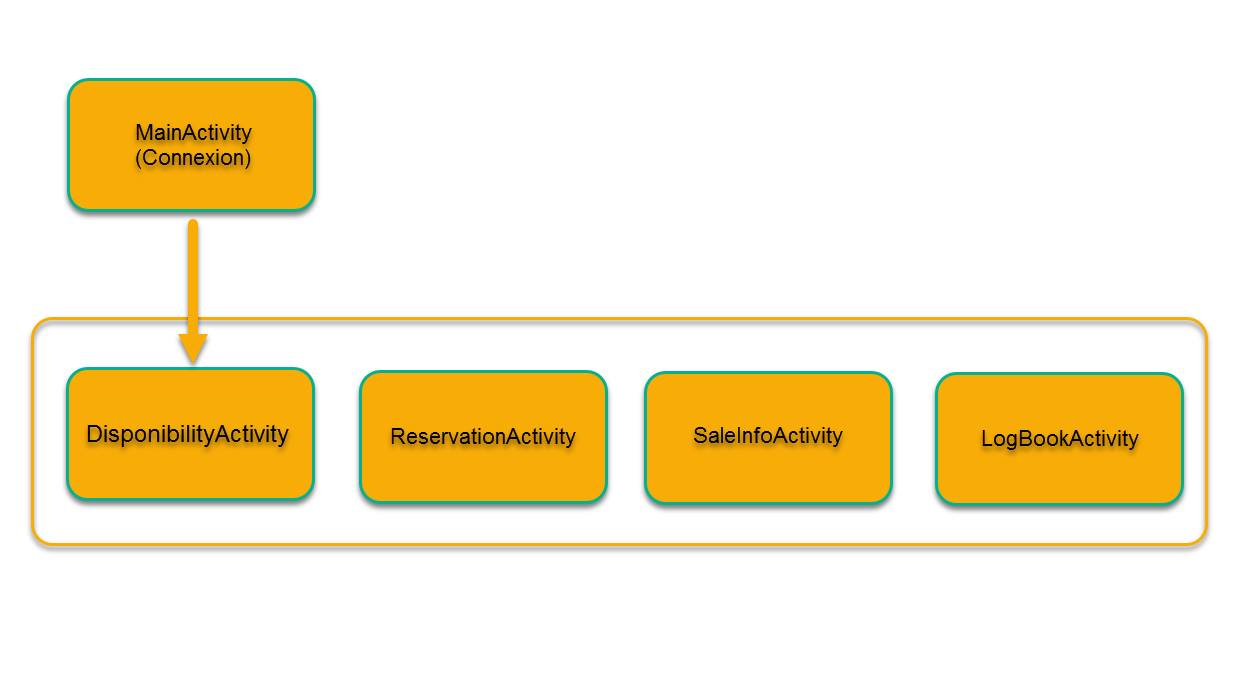 MainActivity
(Connexion)
DisponibilityActivity
ReservationActivity
SaleInfoActivity
LogBookActivity